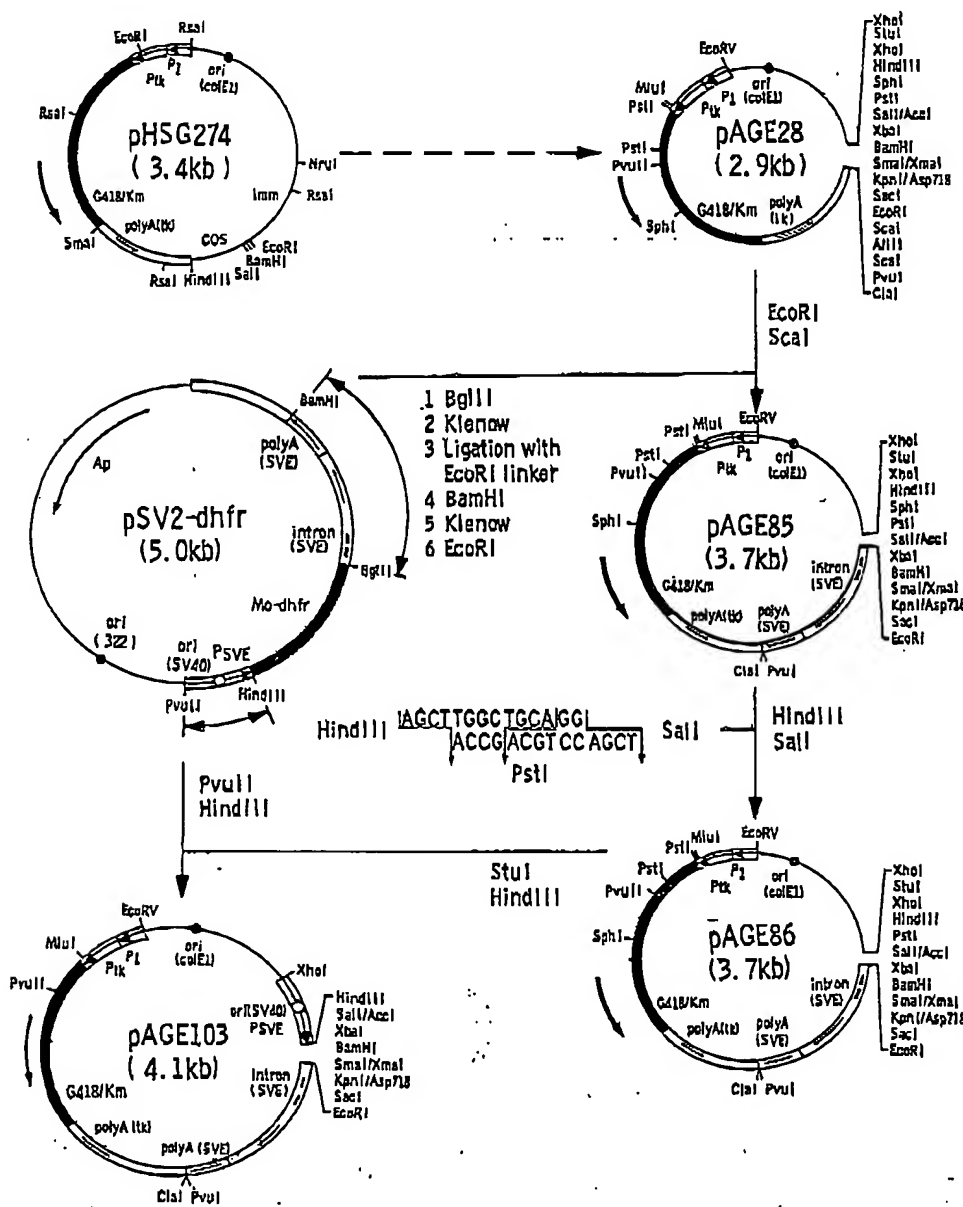 EcoRI
RsaI
Ptk
P1
ori
(colE1)
RsaI
pHSG274
(3.4kb)
NruI
Imm
RsaI
G418/Km
polyA(tk)
COS
SmaI
EcoRI
BamHI
SalI
RsaI HindIII
EcoRV
MluI
PstI
P1
Ptk
ori
(colE1)
PstI
PvuII
pAGE28
(2.9kb)
G418/Km
polyA
(tk)
SphI
XhoI
StuI
XhoI
HindIII
SphI
PstI
SalI/AccI
XbaI
BamHI
SmaI/XmaI
KpnI/Asp718
SacI
EcoRI
ScaI
AflII
ScaI
PvuI
ClaI
EcoRI
ScaI
1 BglII
2 Klenow
3 Ligation with
EcoRI linker
4 BamHI
5 Klenow
6 EcoRI
BamHI
polyA
(SVE)
Ap
pSV2-dhfr
(5.0kb)
intron
(SVE)
BglII
Mo-dhfr
ori
(322)
ori
(SV40)
PSVE
HindIII
PvuII
EcoRV
PstI MluI
P1
Ptk
ori
(colE1)
PstI
PvuII
SphI
pAGE85
(3.7kb)
intron
(SVE)
G418/Km
polyA(tk)
polyA
(SVE)
ClaI PvuI
XhoI
StuI
XhoI
HindIII
SphI
PstI
SalI/AccI
XbaI
BamHI
SmaI/XmaI
KpnI/Asp718
SacI
EcoRI
HindIII
AGCTTGGCTGCAGG
ACCGACGTCCAGCT
SalI
PstI
HindIII
SalI
PvuII
HindIII
StuI
HindIII
EcoRV
MluI
P1
Ptk
ori
(colE1)
PvuII
XhoI
ori(SV40)
PSVE
pAGE103
(4.1kb)
intron
(SVE)
G418/Km
polyA(tk)
polyA(SVE)
ClaI PvuI
HindIII
SalI/AccI
XbaI
BamHI
SmaI/XmaI
KpnI/Asp718
SacI
EcoRI
EcoRV
PstI MluI
P1
Ptk
ori
(colE1)
PstI
PvuII
SphI
pAGE86
(3.7kb)
intron
(SVE)
G418/Km
polyA(tk)
polyA
(SVE)
ClaI PvuI
XhoI
StuI
XhoI
HindIII
PstI
SalI/AccI
XbaI
BamHI
SmaI/XmaI
KpnI/Asp718
SacI
EcoRI